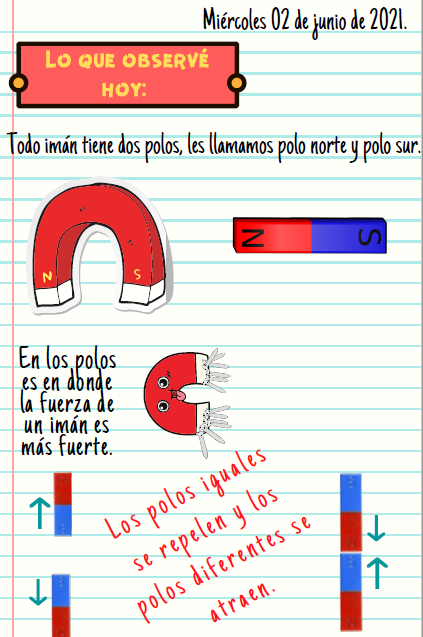 Miércoles 02 de junio de 2021.
Lo que observé
hoy:
Todo imán tiene dos polos, les llamamos polo norte y polo sur.
N S
N S
En los polos
es en donde
la fuerza de
un imán es
más fuerte.
Los polos iguales
se repelen y los
polos diferentes se
atraen.